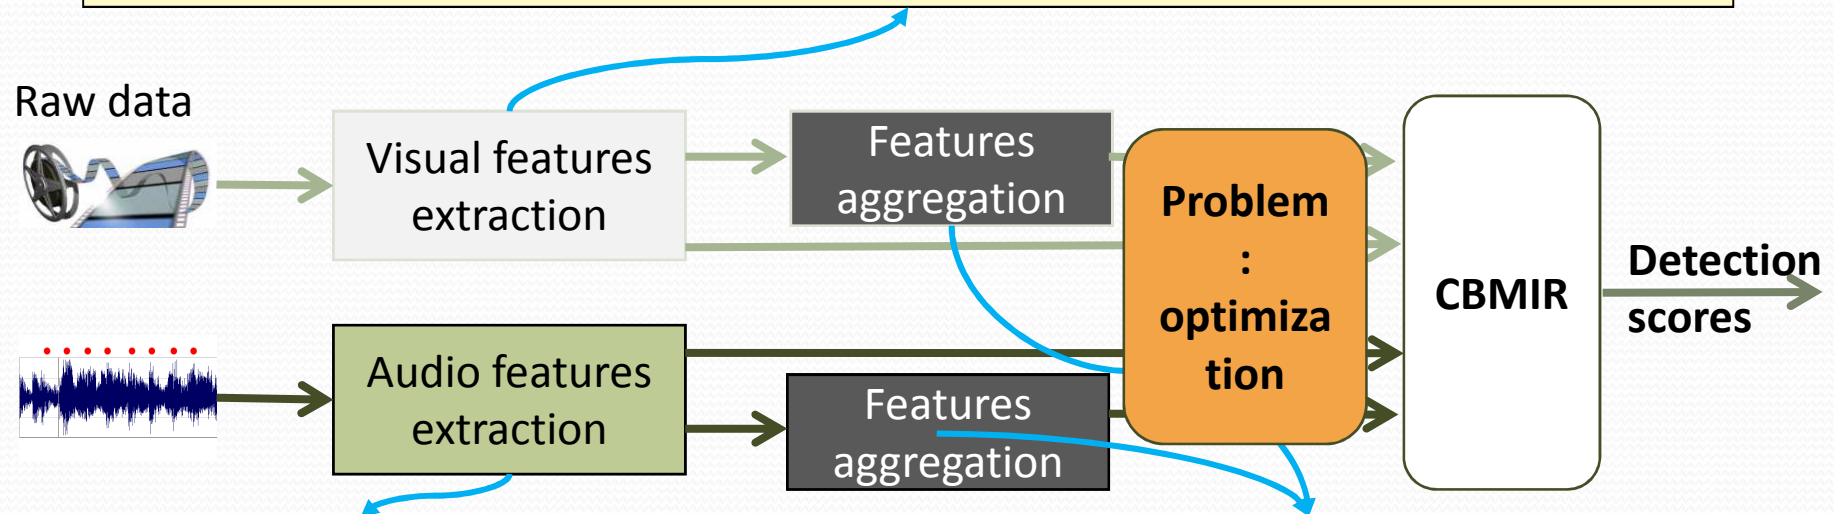 Raw data
Visual features
extraction
Features
aggregation
Audio features
extraction
Features
aggregation
Problem
:
optimiza
tion
CBMIR
Detection
scores